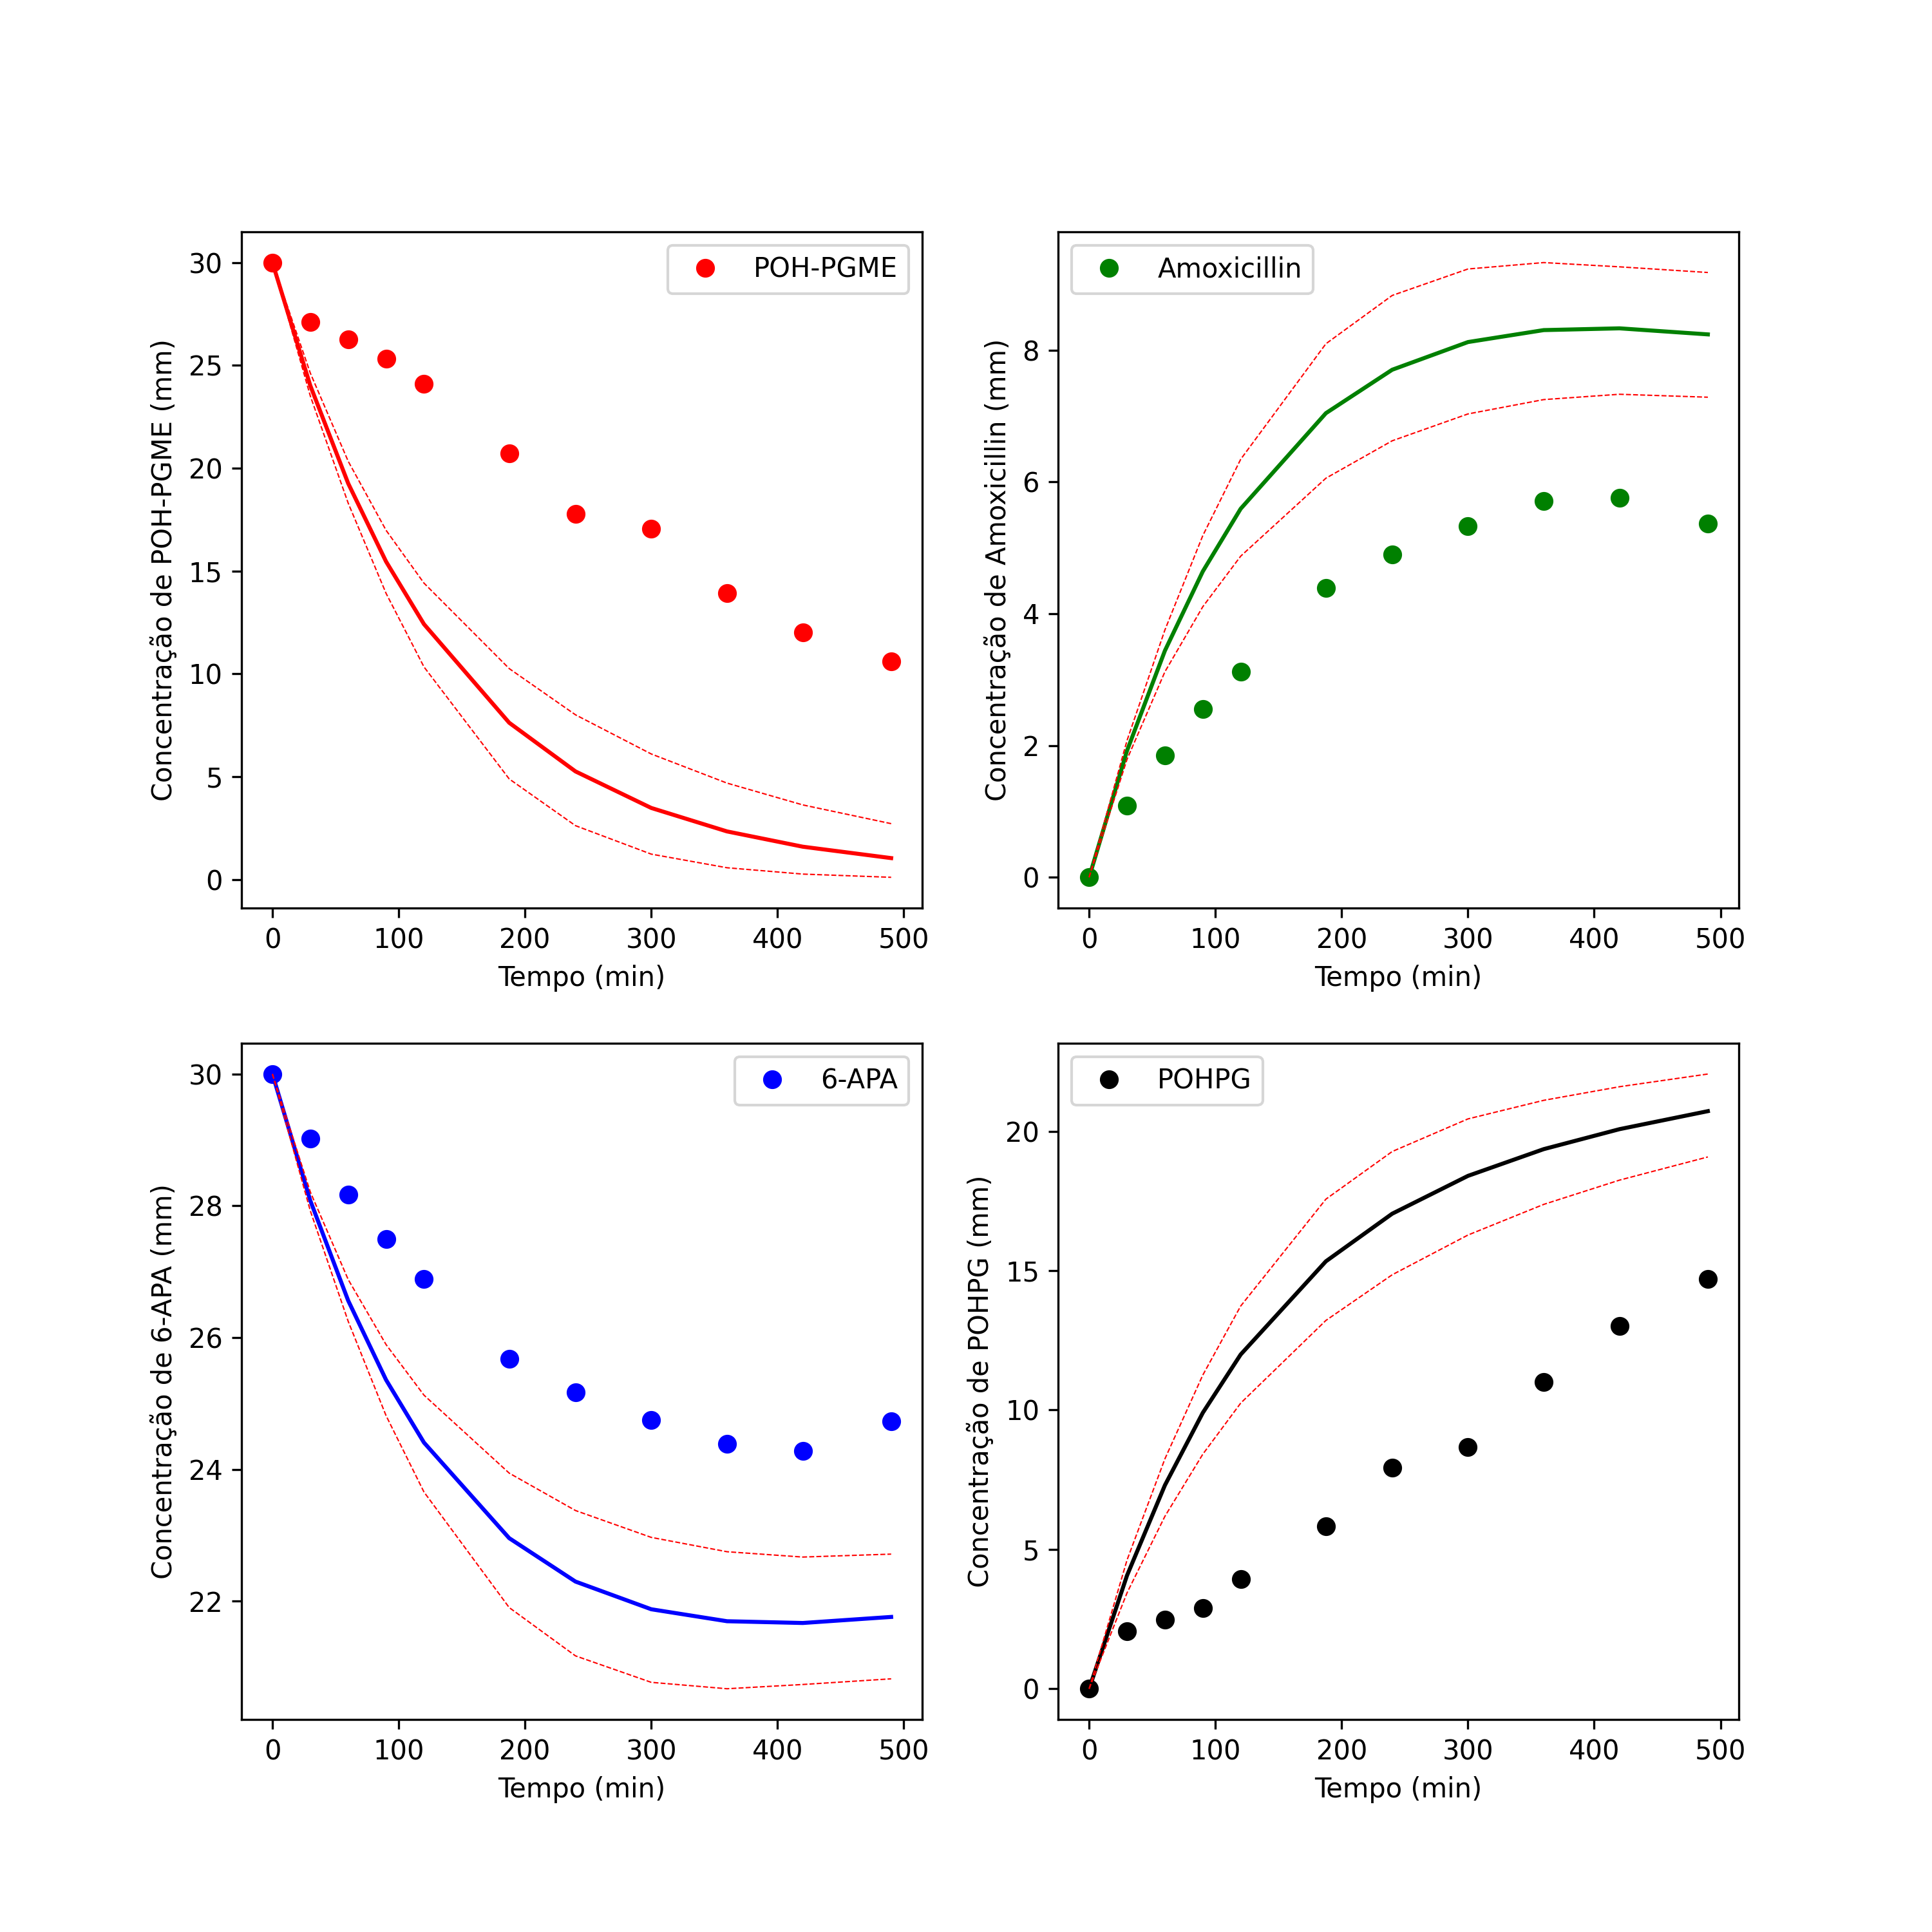 POH-PGME
Concentração de POH-PGME (mm)
30
25
20
15
10
5
0
0 100 200 300 400 500
Tempo (min)
Amoxicillin
Concentração de Amoxicillin (mm)
8
6
4
2
0
0 100 200 300 400 500
Tempo (min)
6-APA
Concentração de 6-APA (mm)
30
28
26
24
22
0 100 200 300 400 500
Tempo (min)
POHPG
Concentração de POHPG (mm)
20
15
10
5
0
0 100 200 300 400 500
Tempo (min)